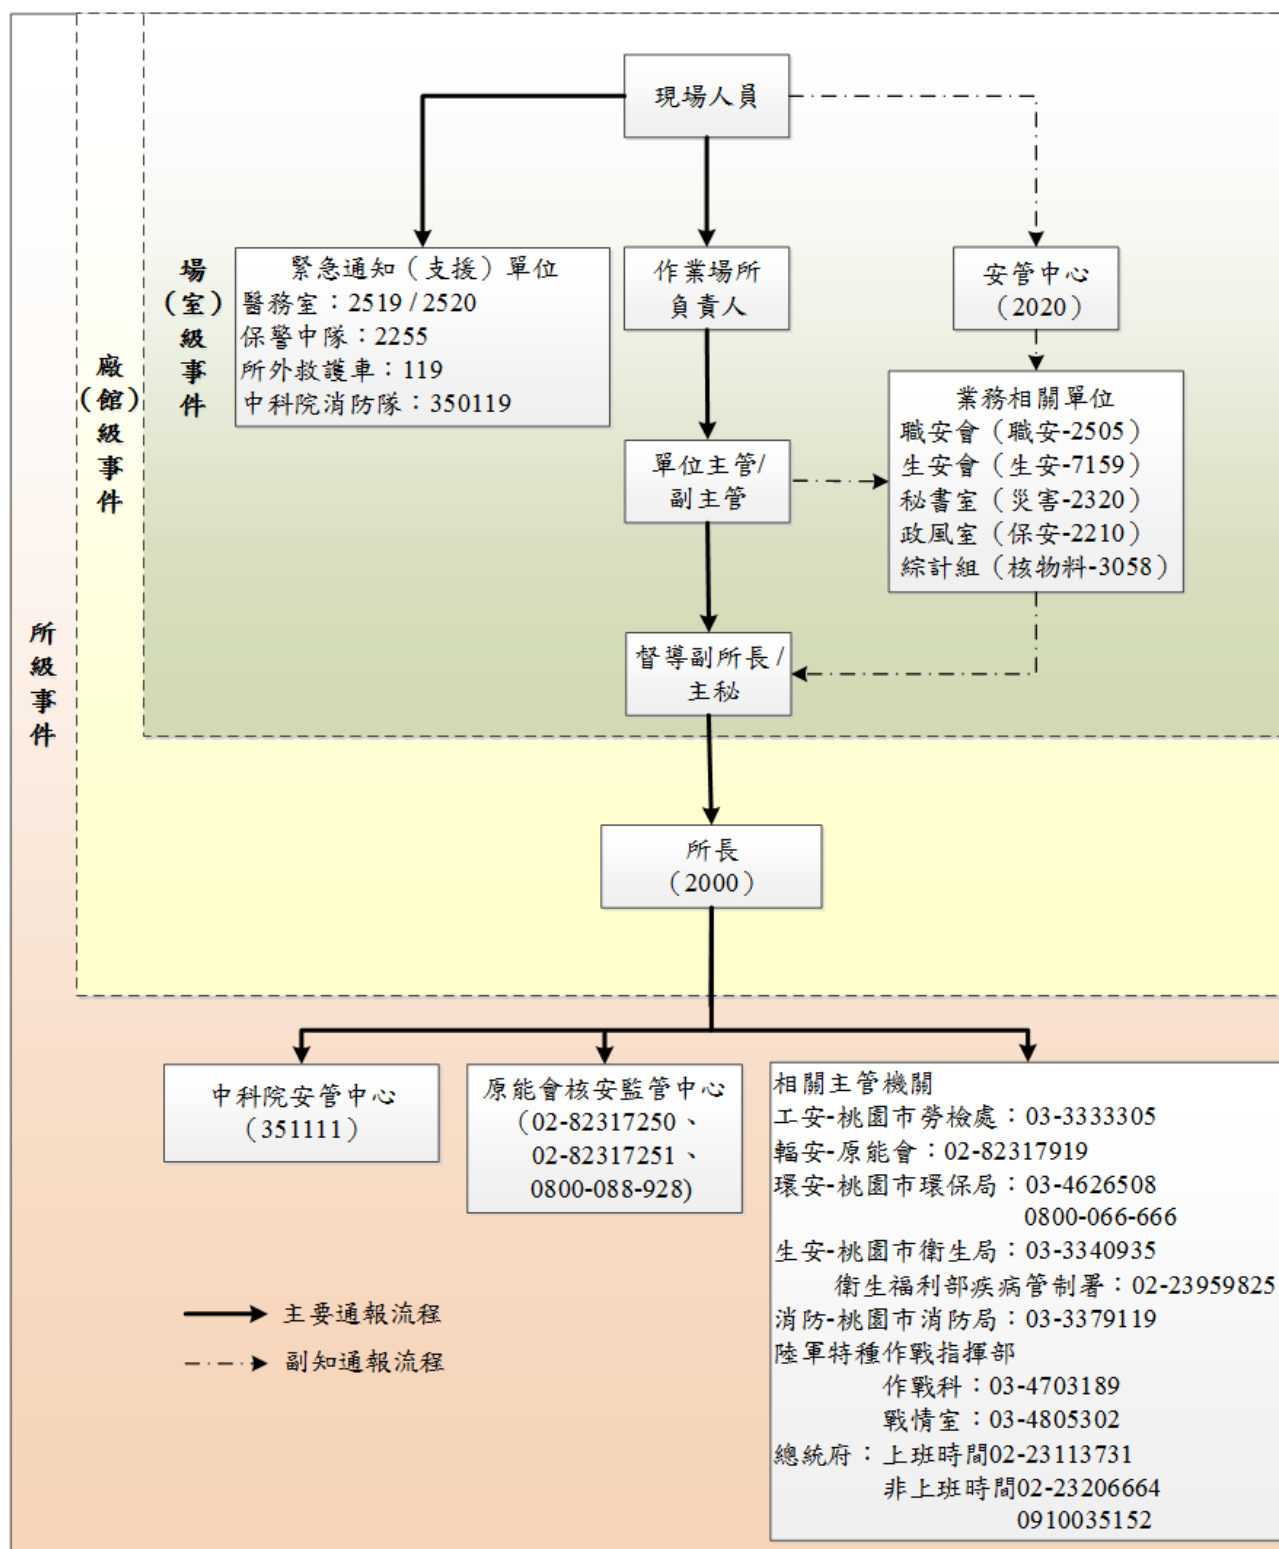 現場人員
場
（室）
級
事
件
緊急通知（支援）單位
醫務室：2519 / 2520
保警中隊：2255
所外救護車：119
中科院消防隊：350119
作業場所
負責人
安管中心
（2020）
廠
（館）
級
事
件
業務相關單位
職安會（職安-2505）
生安會（生安-7159）
秘書室（災害-2320）
政風室（保安-2210）
綜計組（核物料-3058）
單位主管/
副主管
所
級
事
件
督導副所長 /
主秘
所長
（2000）
中科院安管中心
（351111）
原能會核安監管中心
（02-82317250、
02-82317251、
0800-088-928)
相關主管機關
工安-桃園市勞檢處：03-3333305
輻安-原能會：02-82317919
環安-桃園市環保局：03-4626508
0800-066-666
生安-桃園市衛生局：03-3340935
衛生福利部疾病管制署：02-23959825
消防-桃園市消防局：03-3379119
陸軍特種作戰指揮部
作戰科：03-4703189
戰情室：03-4805302
總統府：上班時間02-23113731
非上班時間02-23206664
0910035152
主要通報流程
副知通報流程